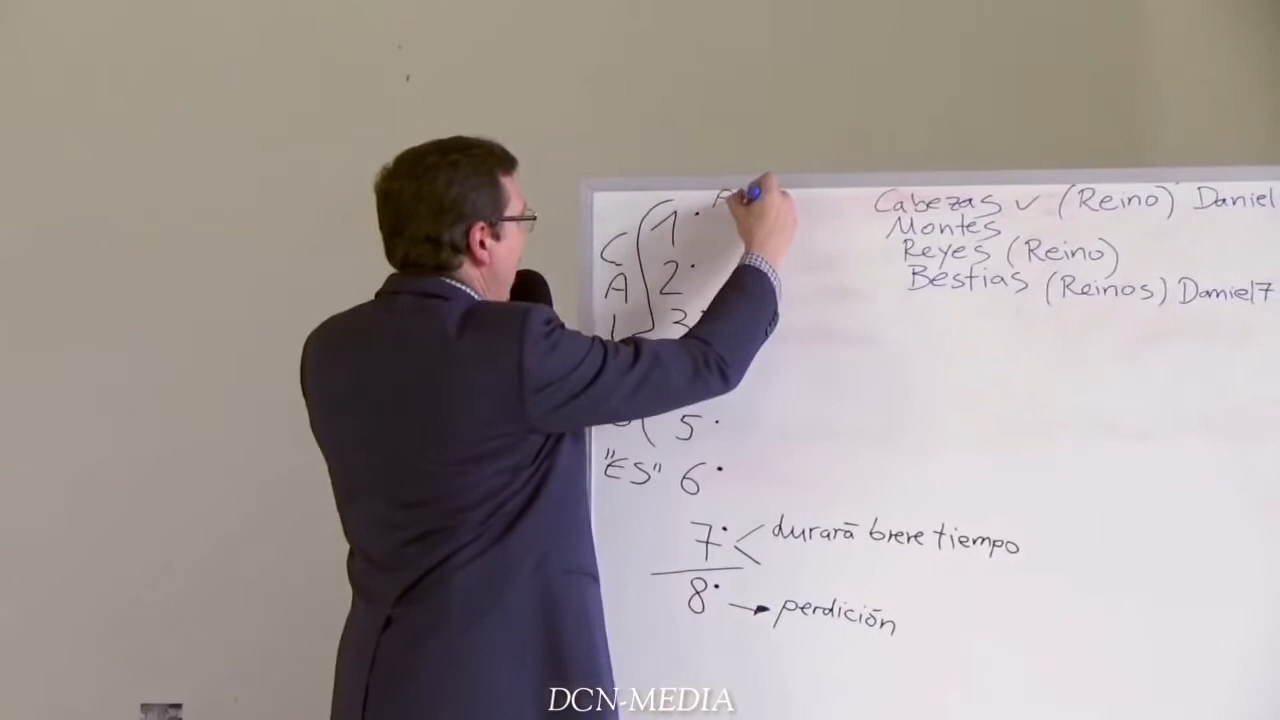 Cabezas ✓ (Reino) Daniel
Montes
Reyes (Reino)
Bestias (Reinos) Daniel 7
C
A
1.
2.
3.
5.
"ES" 6.
7. < durará breve tiempo
8. → perdición
DCN-MEDIA